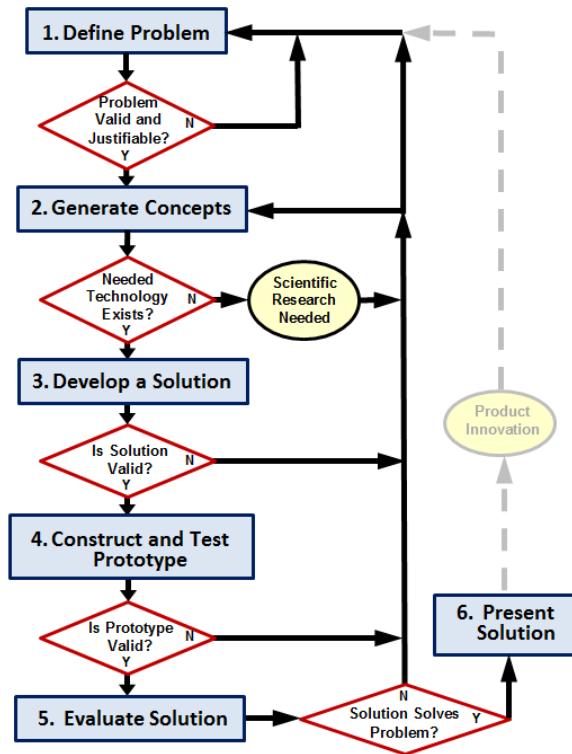 1. Define Problem
Problem
Valid and
Justifiable?
N
Y
2. Generate Concepts
Needed
Technology
Exists?
N
Y
Scientific
Research
Needed
3. Develop a Solution
Is Solution
Valid?
N
Y
4. Construct and Test
Prototype
Is Prototype
Valid?
N
Y
5. Evaluate Solution
N
Solution Solves
Problem?
Y
6. Present
Solution
Product
Innovation